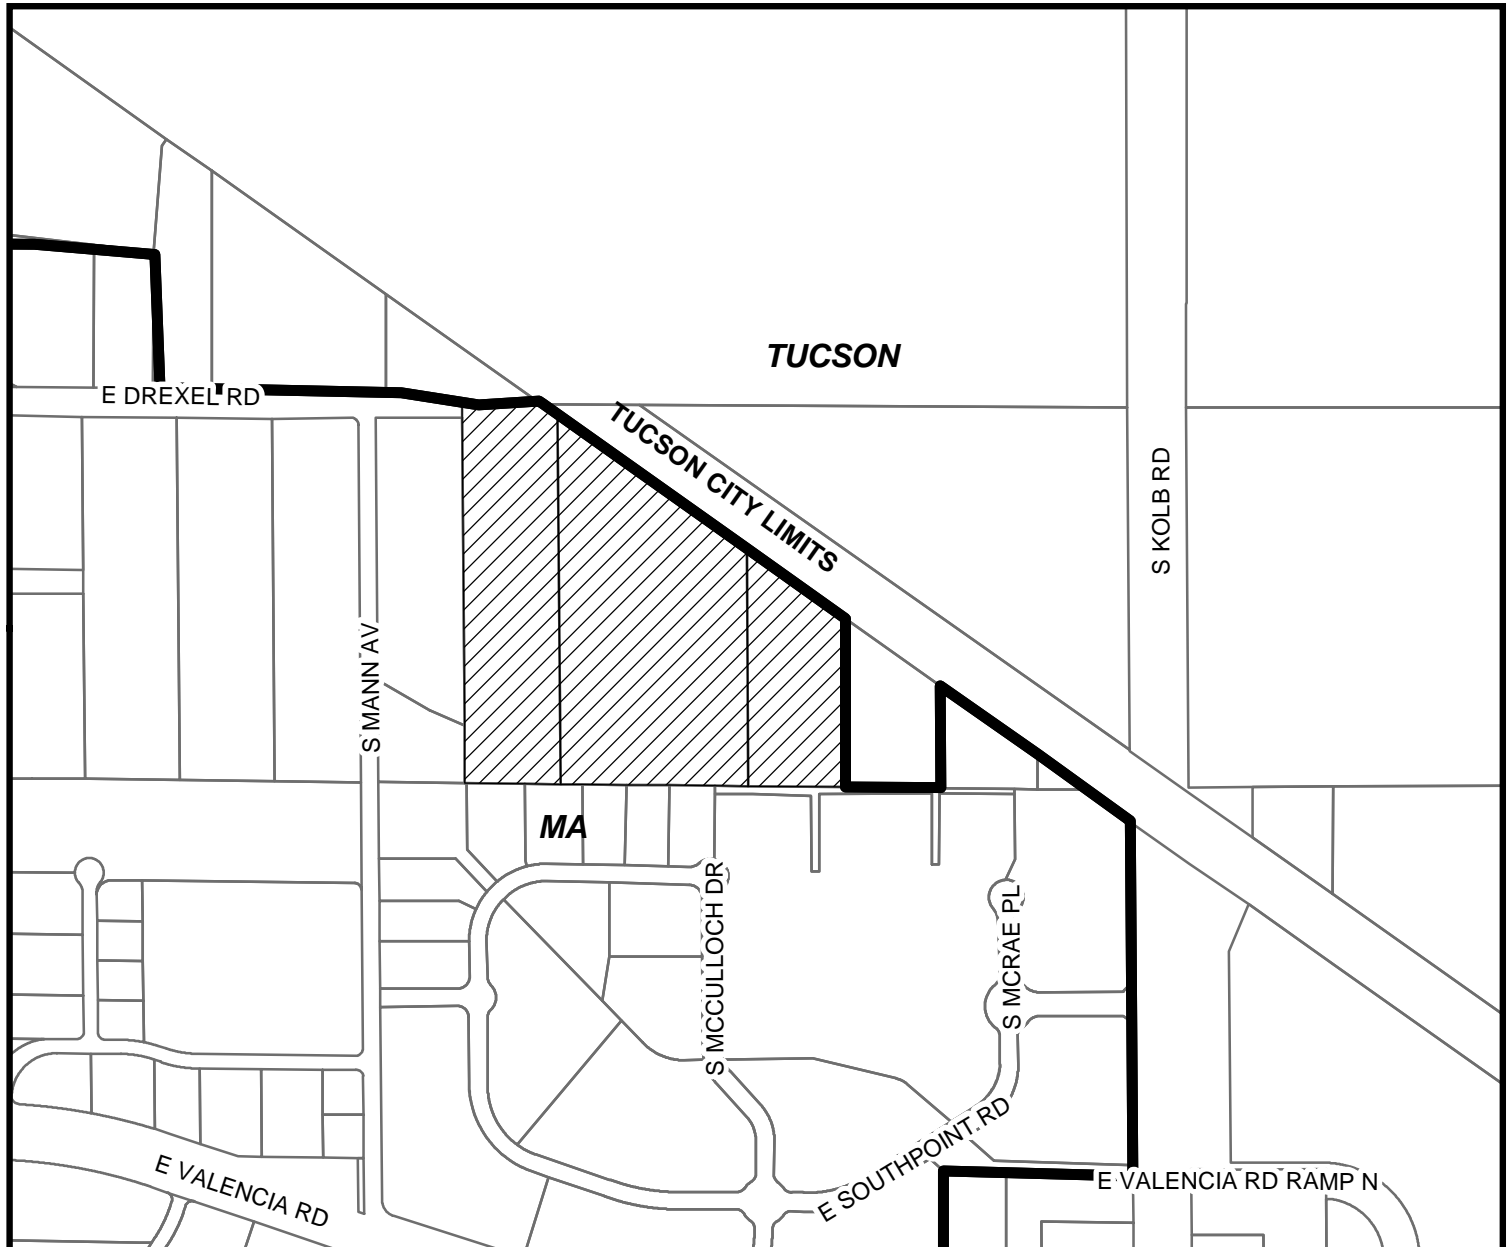 TUCSON
E DREXEL RD
TUCSON CITY LIMITS
S KOLB RD
S MANN AV
MA
S MCCULLOCH DR
S MCRAE PL
E SOUTHPOINT RD
E VALENCIA RD
E VALENCIA RD RAMP N